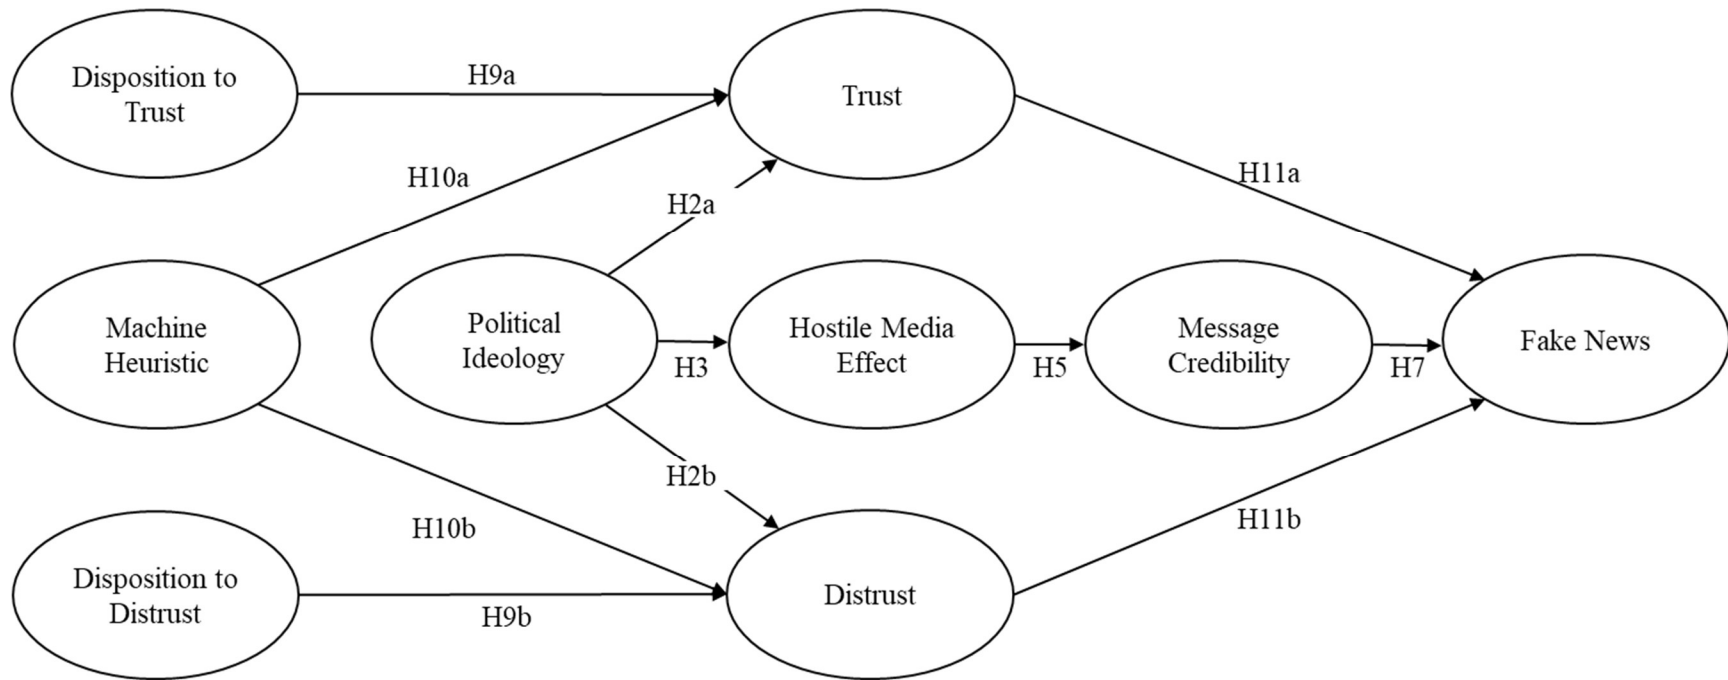 Disposition to
Trust
H9a
Trust
H10a
H2a
H11a
Machine
Heuristic
Political
Ideology
H3
Hostile Media
Effect
H5
Message
Credibility
H7
Fake News
H2b
H10b
H11b
Disposition to
Distrust
H9b
Distrust